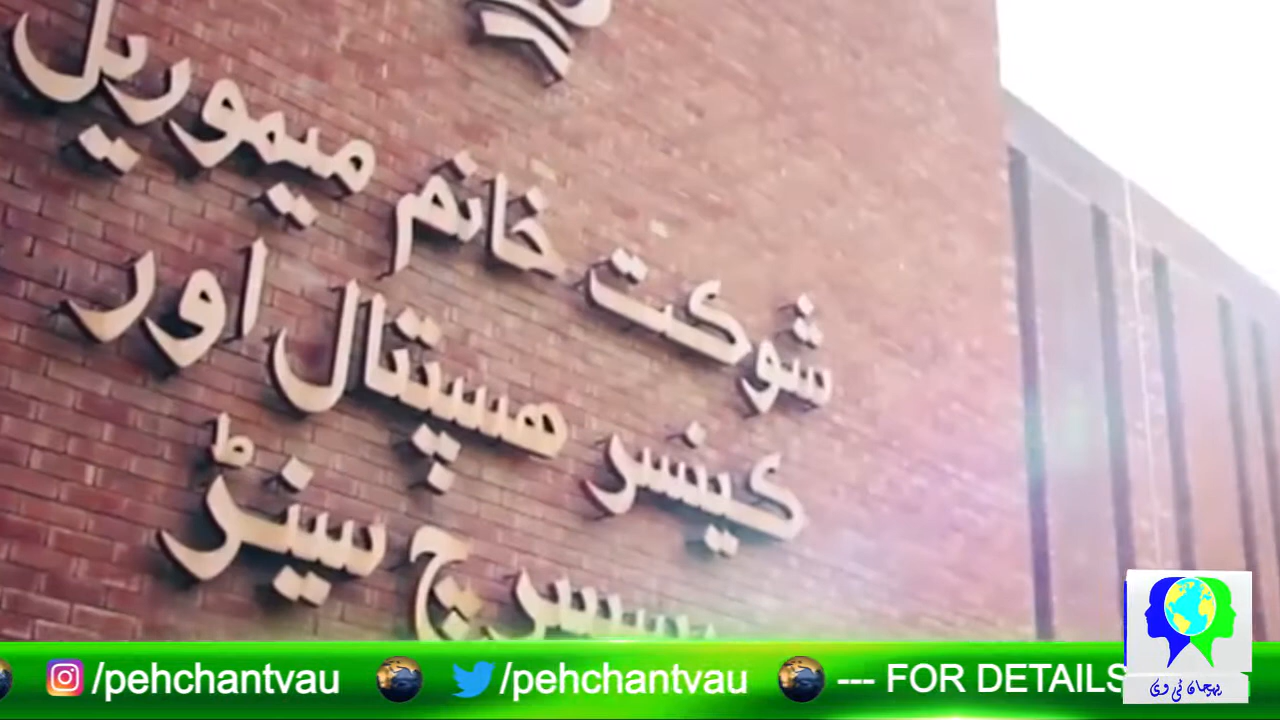 شوکت خانم میموریل
کینسر ہسپتال اور
ریسرچ سینٹر
/pehchantvau
/pehchantvau
--- FOR DETAILS
پہچان ٹی وی